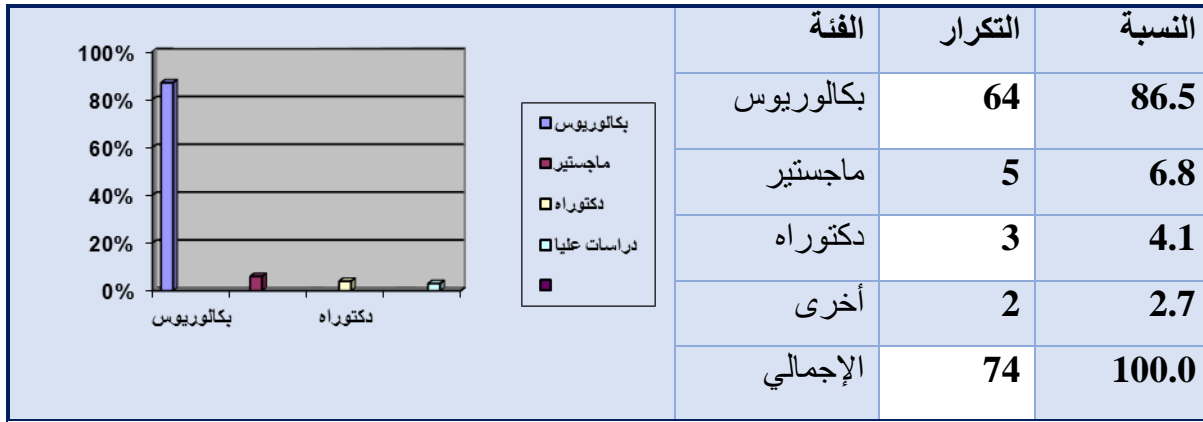 الفئة التكرار النسبة
بكالوريوس 64 86.5
ماجستير 5 6.8
دكتوراه 3 4.1
أخرى 2 2.7
الإجمالي 74 100.0
بكالوريوس
ماجستير
دكتوراه
دراسات عليا
100%
80%
60%
40%
20%
0%
بكالوريوس دكتوراه